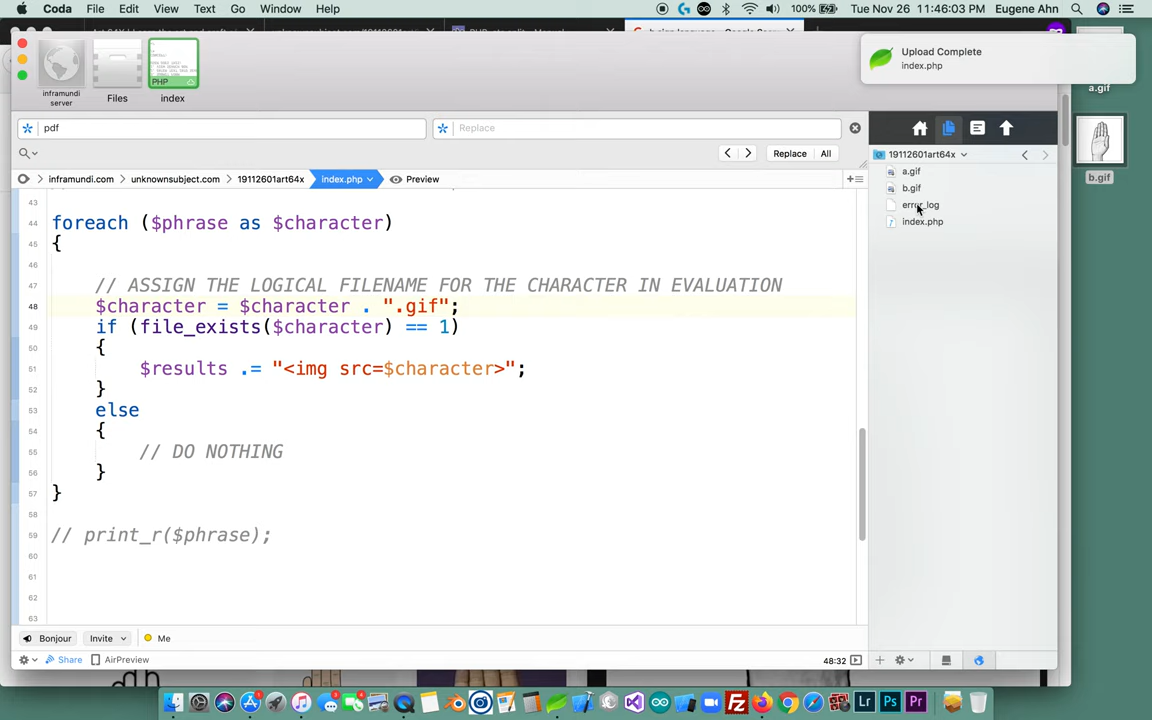 Coda File Edit View Text Go Window Help 100% Tue Nov 26 11:46:03 PM Eugene Ahn
Upload Complete
index.php
a.gif
b.gif
PHP
inframundi
server
Files
index
pdf
Replace
Replace All
inframundi.com unknownsubject.com 19112601art64x index.php Preview
19112601art64x
a.gif
b.gif
error_log
index.php
43
44 foreach ($phrase as $character)
45 {
46
47 // ASSIGN THE LOGICAL FILENAME FOR THE CHARACTER IN EVALUATION
48 $character = $character . ".gif";
49 if (file_exists($character) == 1)
50 {
51 $results .= "<img src=$character>";
52 }
53 else
54 {
55 // DO NOTHING
56 }
57 }
58
59 // print_r($phrase);
60
61
62
63
Bonjour Invite Me
Share AirPreview 48:32